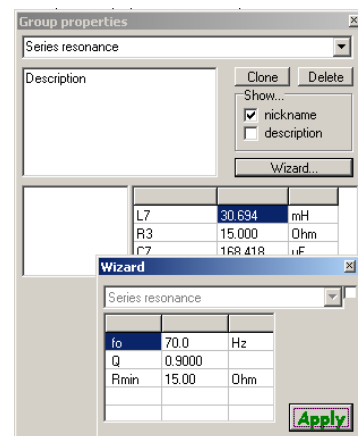 Group properties
Series resonance
Description
Clone Delete
Show...
nickname
description
Wizard...
L7 30.694 mH
R3 15.000 Ohm
C7 168.418 uF
Wizard
Series resonance
fo 70.0 Hz
Q 0.9000
Rmin 15.00 Ohm
Apply